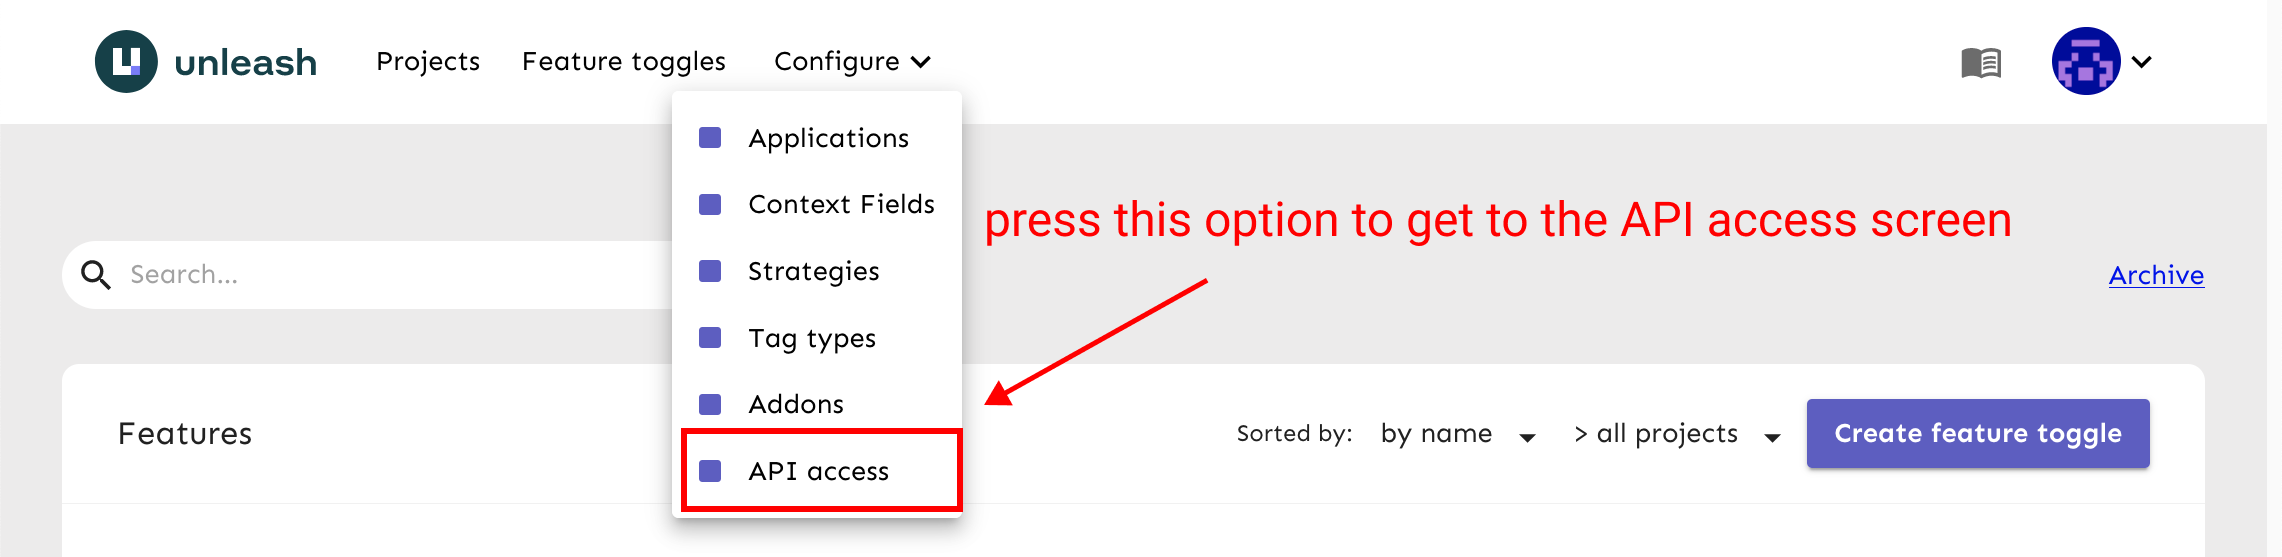 unleash Projects Feature toggles Configure
Applications
Context Fields
press this option to get to the API access screen
Strategies
Search...
Archive
Tag types
Addons
Features
Sorted by: by name > all projects Create feature toggle
API access